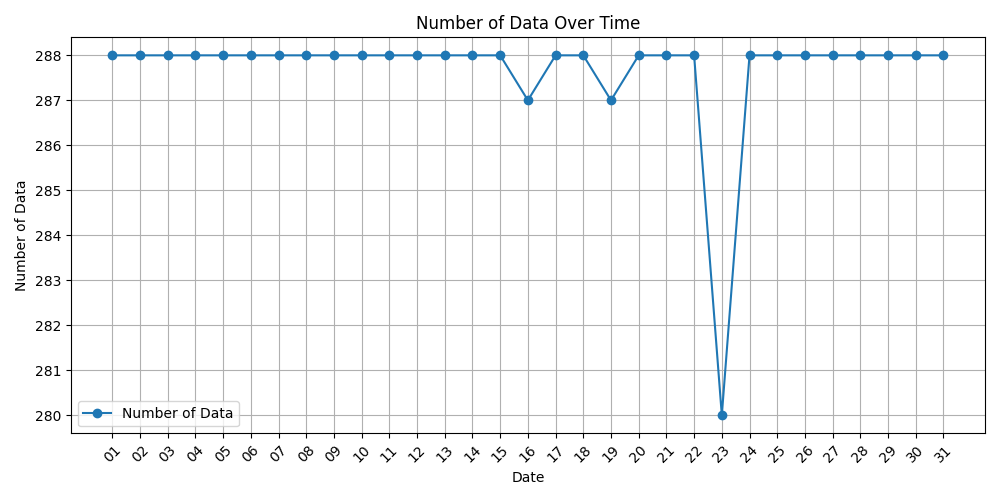 Number of Data Over Time
Number of Data
288
287
286
285
284
283
282
281
280
Number of Data
01 02 03 04 05 06 07 08 09 10 11 12 13 14 15 16 17 18 19 20 21 22 23 24 25 26 27 28 29 30 31
Date